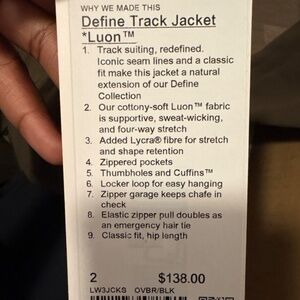 WHY WE MADE THIS
Define Track Jacket
*Luon™
1. Track suiting, redefined.
Iconic seam lines and a classic
fit make this jacket a natural
extension of our Define
Collection
2. Our cottony-soft Luon™ fabric
is supportive, sweat-wicking,
and four-way stretch
3. Added Lycra® fibre for stretch
and shape retention
4. Zippered pockets
5. Thumbholes and Cuffins™
6. Locker loop for easy hanging
7. Zipper garage keeps chafe in
check
8. Elastic zipper pull doubles as
an emergency hair tie
9. Classic fit, hip length
2 $138.00
LW3JCKS OVBR/BLK